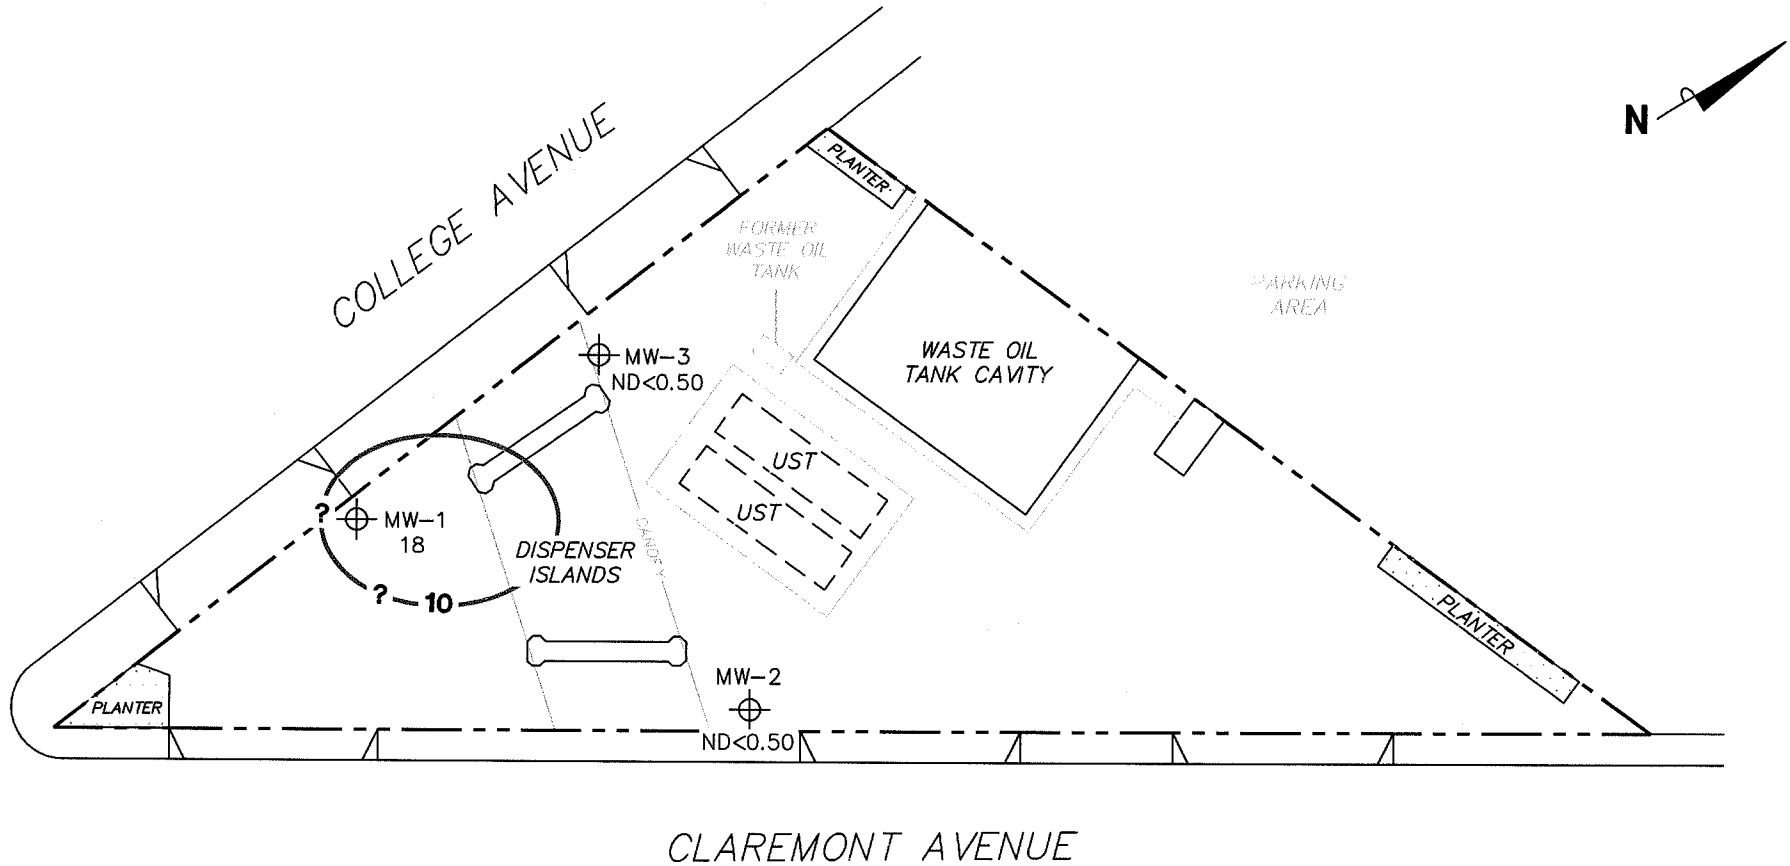 N
COLLEGE AVENUE
PLANTER
FORMER
WASTE OIL
TANK
PARKING
AREA
WASTE OIL
TANK CAVITY
MW-3
ND<0.50
UST
UST
?
MW-1
18
CANOPY
DISPENSER
ISLANDS
? 10
PLANTER
MW-2
ND<0.50
PLANTER
CLAREMONT AVENUE